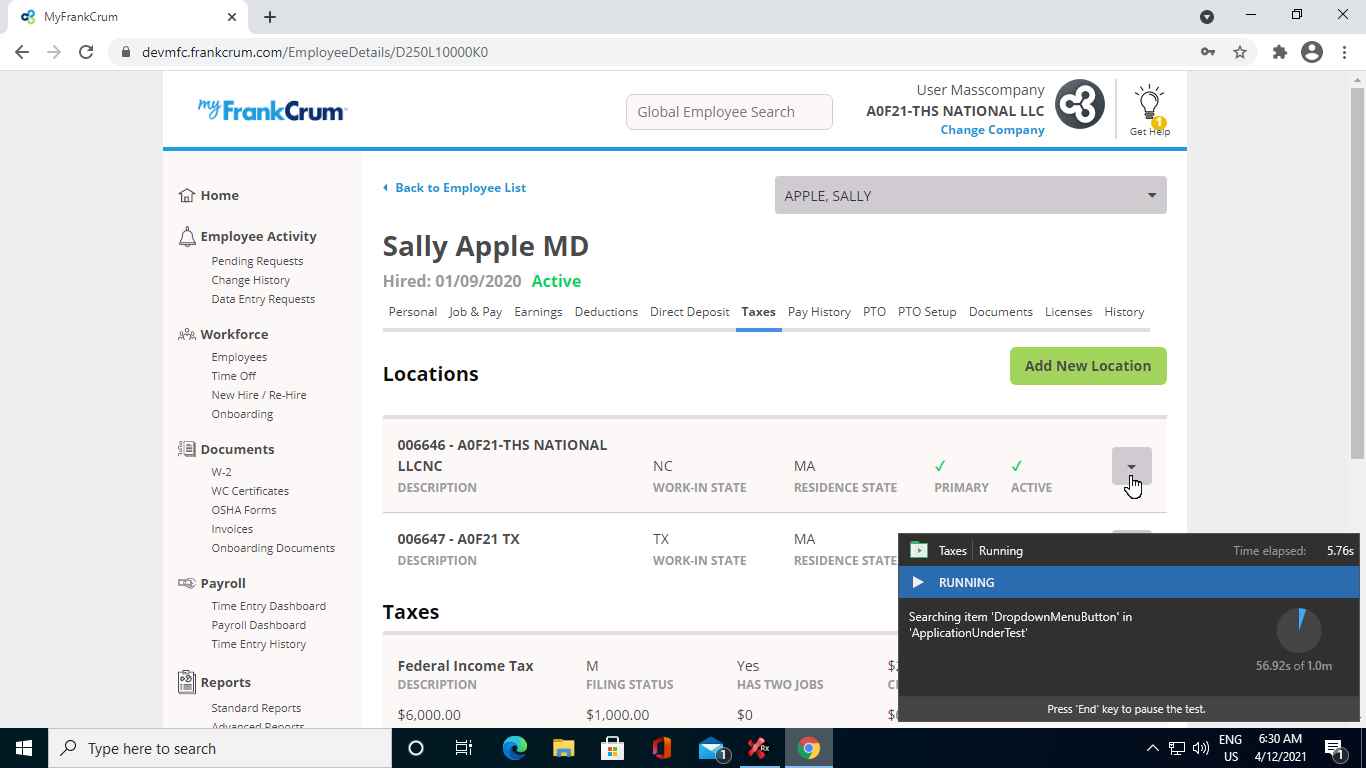 MyFrankCrum
devmfc.frankcrum.com/EmployeeDetails/D250L10000K0
my FrankCrum
Global Employee Search
User Masscompany
A0F21-THS NATIONAL LLC
Change Company
1
Get Help
Home
Employee Activity
Pending Requests
Change History
Data Entry Requests
Workforce
Employees
Time Off
New Hire / Re-Hire
Onboarding
Documents
W-2
WC Certificates
OSHA Forms
Invoices
Onboarding Documents
Payroll
Time Entry Dashboard
Payroll Dashboard
Time Entry History
Reports
Standard Reports
Advanced Reports
Back to Employee List
APPLE, SALLY
Sally Apple MD
Hired: 01/09/2020 Active
Personal Job & Pay Earnings Deductions Direct Deposit Taxes Pay History PTO PTO Setup Documents Licenses History
Locations
Add New Location
006646 - A0F21-THS NATIONAL
LLCNC NC MA
DESCRIPTION WORK-IN STATE RESIDENCE STATE PRIMARY ACTIVE
006647 - A0F21 TX TX MA
DESCRIPTION WORK-IN STATE RESIDENCE STATE
Taxes
Federal Income Tax M Yes
DESCRIPTION FILING STATUS HAS TWO JOBS
$6,000.00 $1,000.00 $0
Taxes Running Time elapsed: 5.76s
RUNNING
Searching item 'DropdownMenuButton' in
'ApplicationUnderTest'
56.92s of 1.0m
Press 'End' key to pause the test.
Type here to search
1
Rx
ENG
US
6:30 AM
4/12/2021
1